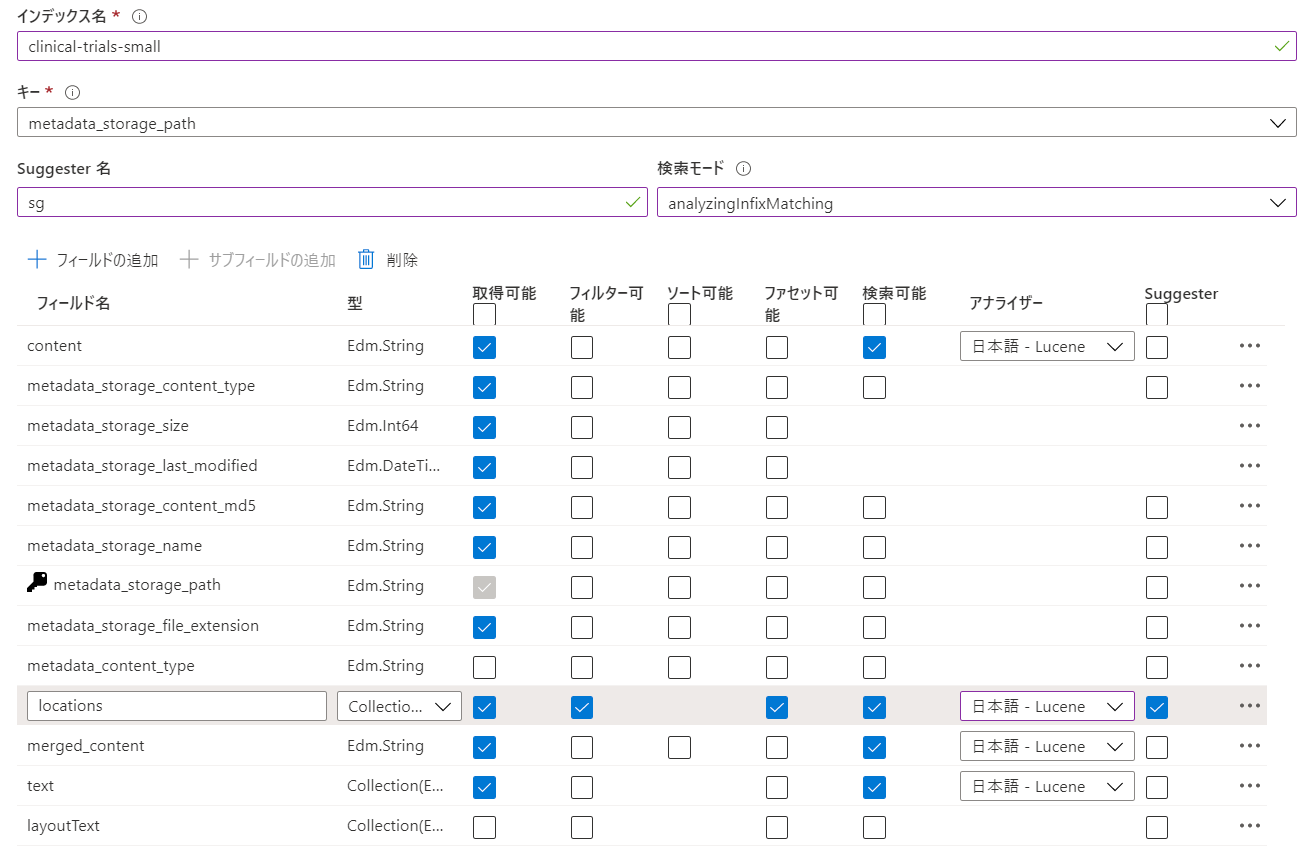 インデックス名 *
clinical-trials-small
キー *
metadata_storage_path
Suggester 名
検索モード
sg
analyzingInfixMatching
フィールドの追加 サブフィールドの追加 削除
フィールド名 型 取得可能 フィルター可能 ソート可能 ファセット可能 検索可能 アナライザー Suggester
content Edm.String 日本語 - Lucene
metadata_storage_content_type Edm.String
metadata_storage_size Edm.Int64
metadata_storage_last_modified Edm.DateTi...
metadata_storage_content_md5 Edm.String
metadata_storage_name Edm.String
metadata_storage_path Edm.String
metadata_storage_file_extension Edm.String
metadata_content_type Edm.String
locations Collectio... 日本語 - Lucene
merged_content Edm.String 日本語 - Lucene
text Collection(E... 日本語 - Lucene
layoutText Collection(E...